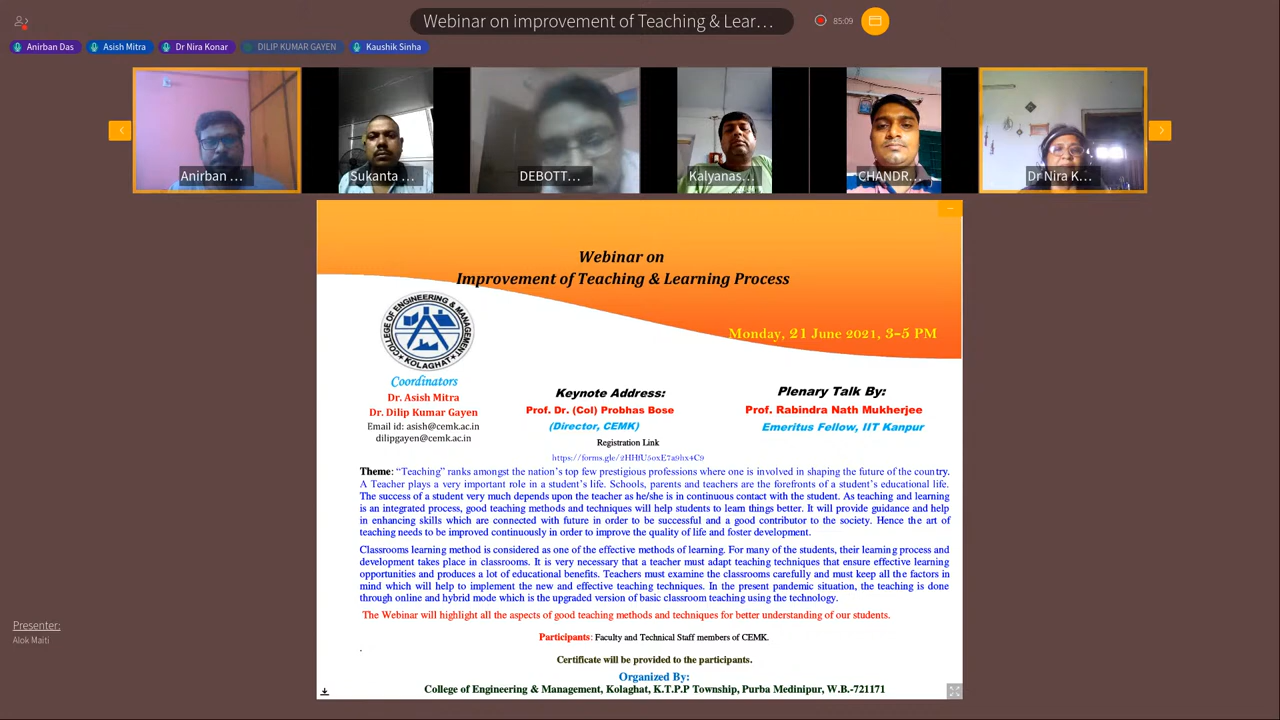 Webinar on improvement of Teaching & Lear...
85:09
Anirban Das
Asish Mitra
Dr Nira Konar
DILIP KUMAR GAYEN
Kaushik Sinha
Anirban ...
Sukanta ...
DEBOTT...
Kalyanas...
CHANDR...
Dr Nira K...
Webinar on
Improvement of Teaching & Learning Process
Monday, 21 June 2021, 3-5 PM
COLLEGE OF ENGINEERING & MANAGEMENT
KOLAGHAT
Coordinators
Dr. Asish Mitra
Dr. Dilip Kumar Gayen
Email id: asish@cemk.ac.in
dilipgayen@cemk.ac.in
Keynote Address:
Prof. Dr. (Col) Probhas Bose
(Director, CEMK)
Registration Link
https://forms.gle/2HHfU5oxE7a9hx4C9
Plenary Talk By:
Prof. Rabindra Nath Mukherjee
Emeritus Fellow, IIT Kanpur
Theme: “Teaching” ranks amongst the nation’s top few prestigious professions where one is involved in shaping the future of the country.
A Teacher plays a very important role in a student’s life. Schools, parents and teachers are the forefronts of a student’s educational life.
The success of a student very much depends upon the teacher as he/she is in continuous contact with the student. As teaching and learning
is an integrated process, good teaching methods and techniques will help students to learn things better. It will provide guidance and help
in enhancing skills which are connected with future in order to be successful and a good contributor to the society. Hence the art of
teaching needs to be improved continuously in order to improve the quality of life and foster development.
Classrooms learning method is considered as one of the effective methods of learning. For many of the students, their learning process and
development takes place in classrooms. It is very necessary that a teacher must adapt teaching techniques that ensure effective learning
opportunities and produces a lot of educational benefits. Teachers must examine the classrooms carefully and must keep all the factors in
mind which will help to implement the new and effective teaching techniques. In the present pandemic situation, the teaching is done
through online and hybrid mode which is the upgraded version of basic classroom teaching using the technology.
The Webinar will highlight all the aspects of good teaching methods and techniques for better understanding of our students.
Participants: Faculty and Technical Staff members of CEMK.
.
Certificate will be provided to the participants.
Organized By:
College of Engineering & Management, Kolaghat, K.T.P.P Township, Purba Medinipur, W.B.-721171
Presenter:
Alok Maiti